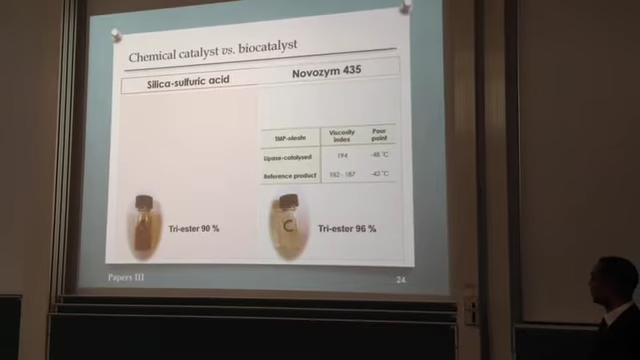 Chemical catalyst vs. biocatalyst
Silica-sulfuric acid
Novozym 435
TMP-oleate Viscosity index Pour point
Lipase-catalysed 194 -48 °C
Reference product 182 - 187 -42 °C
C
Tri-ester 90 %
Tri-ester 96 %
Papers III
24